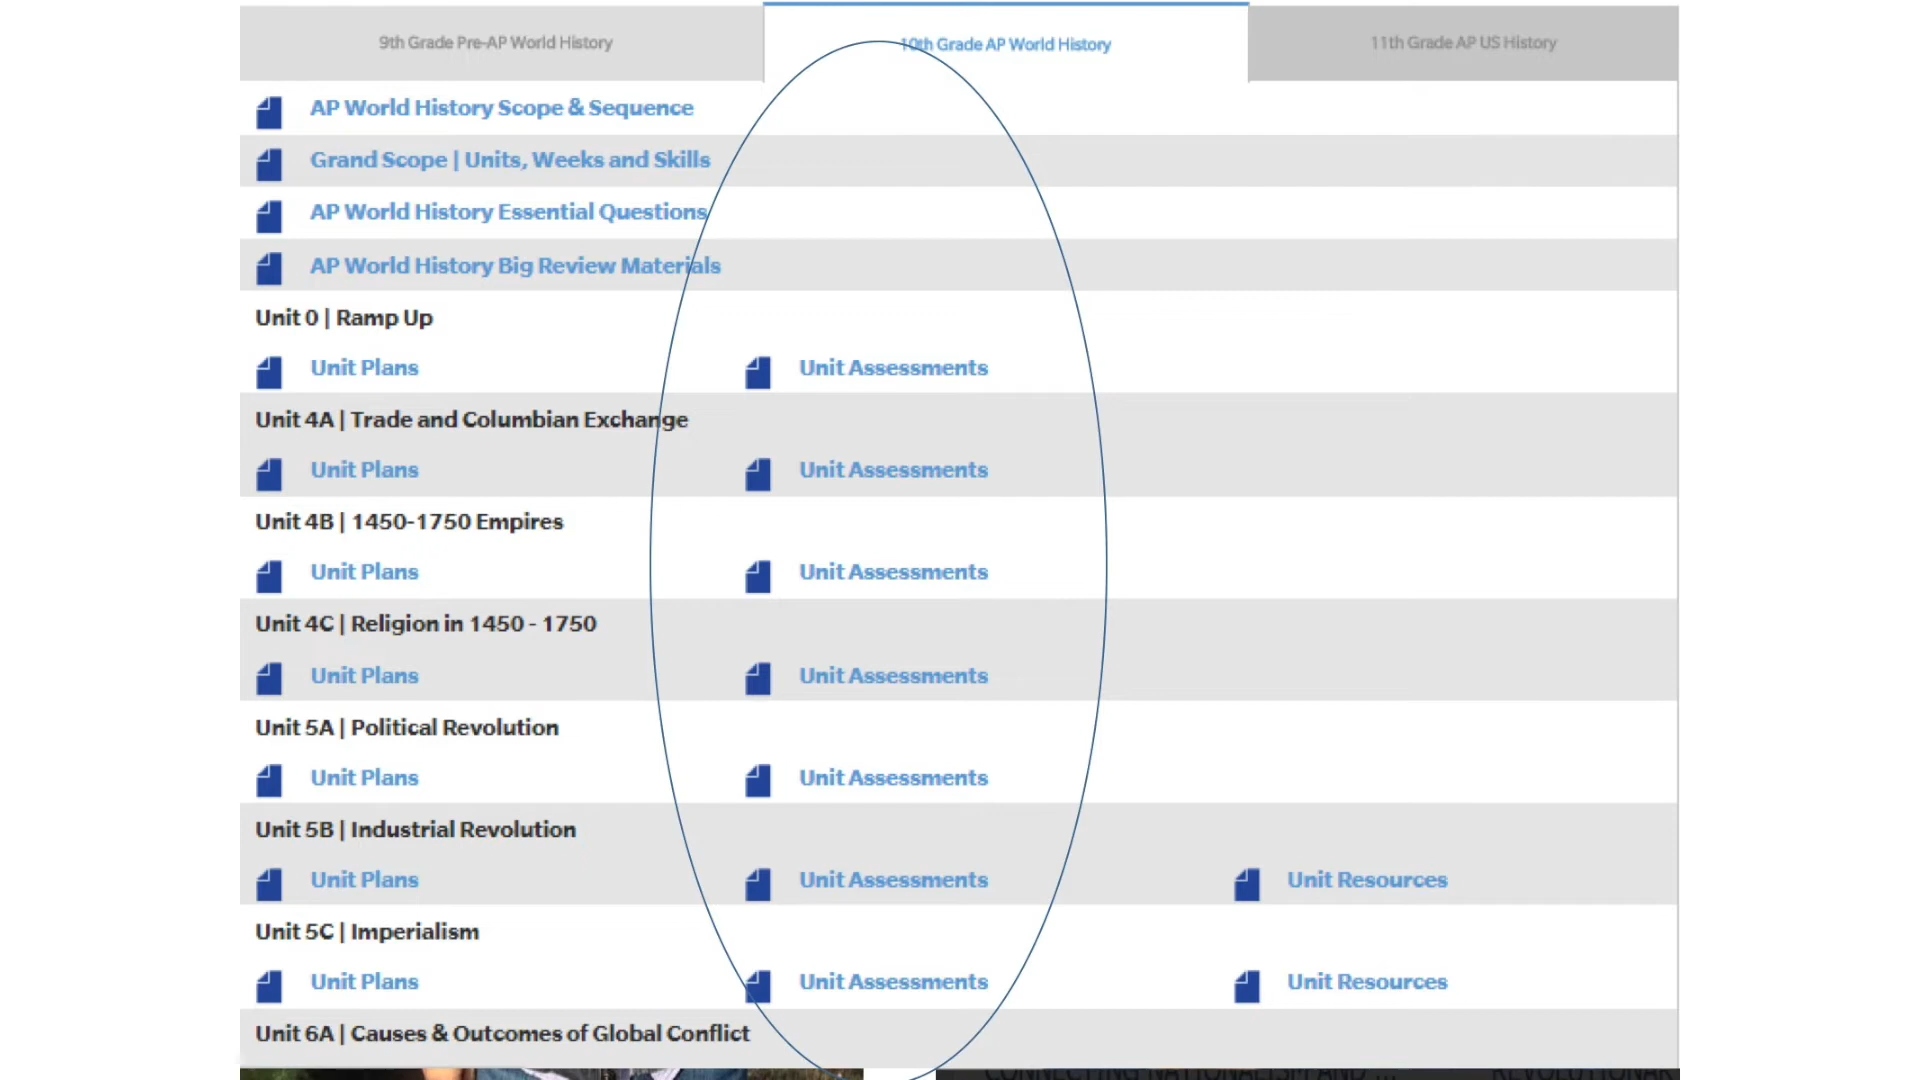 9th Grade Pre-AP World History
10th Grade AP World History
11th Grade AP US History
AP World History Scope & Sequence
Grand Scope | Units, Weeks and Skills
AP World History Essential Questions
AP World History Big Review Materials
Unit 0 | Ramp Up
Unit Plans Unit Assessments
Unit 4A | Trade and Columbian Exchange
Unit Plans Unit Assessments
Unit 4B | 1450-1750 Empires
Unit Plans Unit Assessments
Unit 4C | Religion in 1450 - 1750
Unit Plans Unit Assessments
Unit 5A | Political Revolution
Unit Plans Unit Assessments
Unit 5B | Industrial Revolution
Unit Plans Unit Assessments Unit Resources
Unit 5C | Imperialism
Unit Plans Unit Assessments Unit Resources
Unit 6A | Causes & Outcomes of Global Conflict